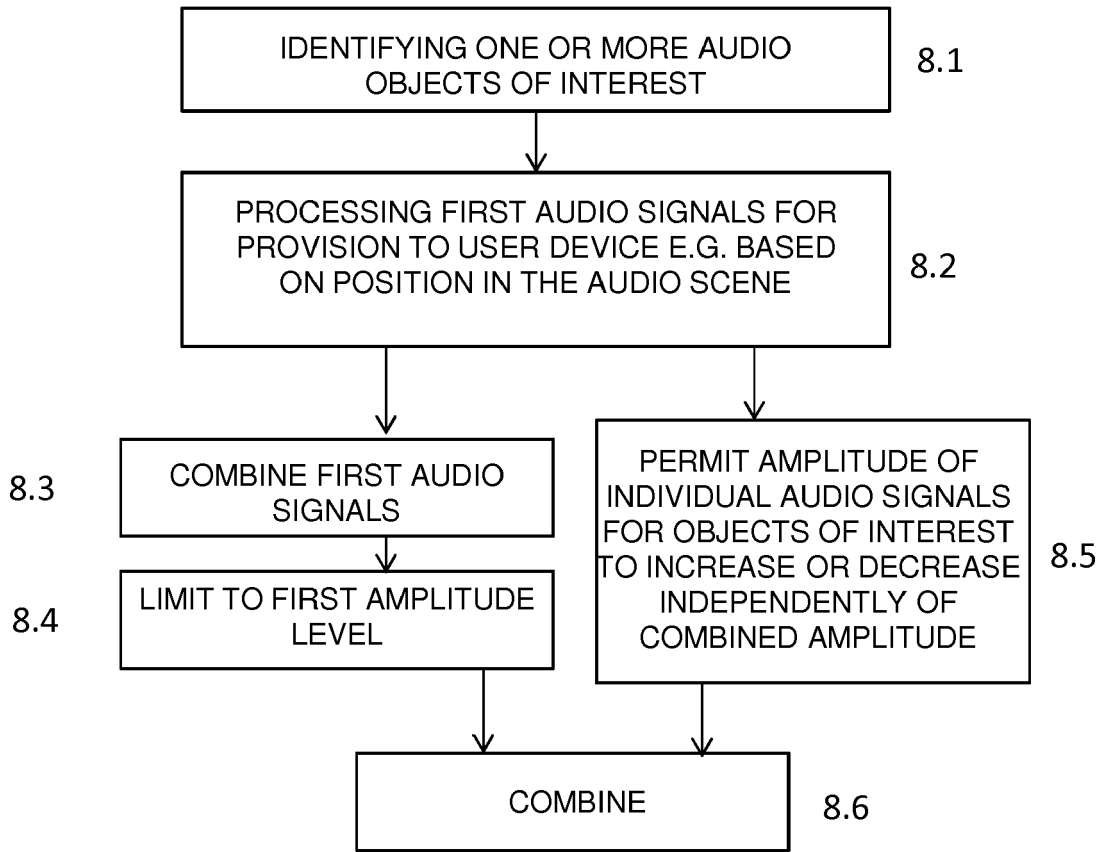 IDENTIFYING ONE OR MORE AUDIO
OBJECTS OF INTEREST
8.1
PROCESSING FIRST AUDIO SIGNALS FOR
PROVISION TO USER DEVICE E.G. BASED
ON POSITION IN THE AUDIO SCENE
8.2
8.3
COMBINE FIRST AUDIO
SIGNALS
8.4
LIMIT TO FIRST AMPLITUDE
LEVEL
PERMIT AMPLITUDE OF
INDIVIDUAL AUDIO SIGNALS
FOR OBJECTS OF INTEREST
TO INCREASE OR DECREASE
INDEPENDENTLY OF
COMBINED AMPLITUDE
8.5
COMBINE
8.6